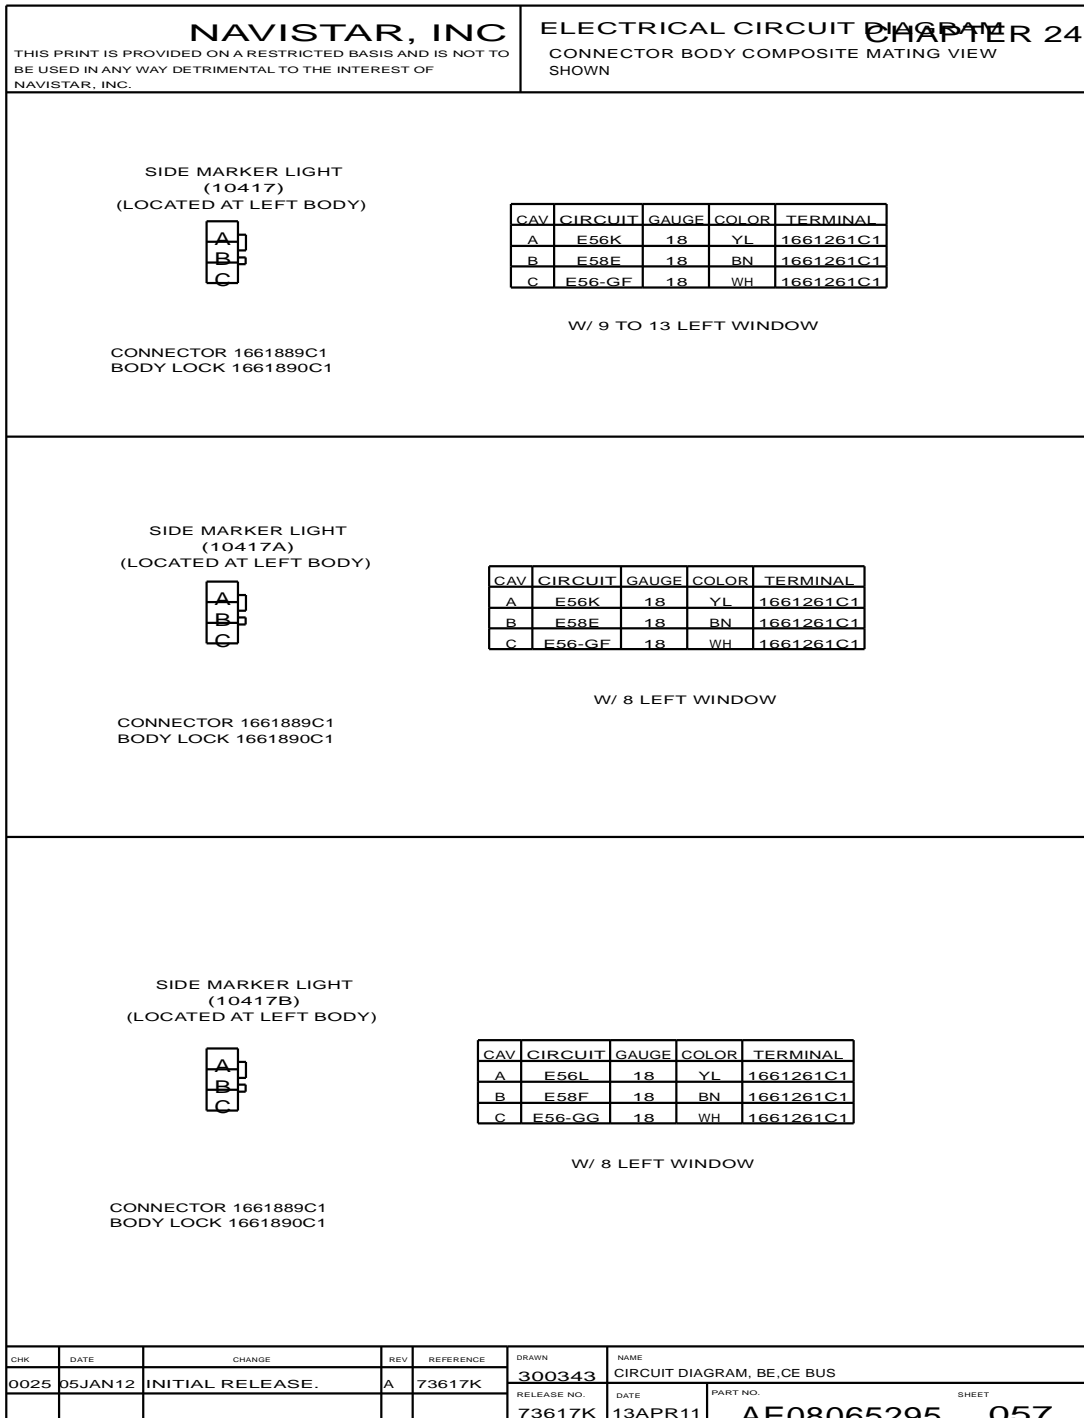 NAVISTAR, INC
THIS PRINT IS PROVIDED ON A RESTRICTED BASIS AND IS NOT TO
BE USED IN ANY WAY DETRIMENTAL TO THE INTEREST OF
NAVISTAR, INC.
ELECTRICAL CIRCUIT DIAGRAM
CHAPTER 24
CONNECTOR BODY COMPOSITE MATING VIEW
SHOWN
SIDE MARKER LIGHT
(10417)
(LOCATED AT LEFT BODY)
A
B
C
CONNECTOR 1661889C1
BODY LOCK 1661890C1
CAV CIRCUIT GAUGE COLOR TERMINAL
A E56K 18 YL 1661261C1
B E58E 18 BN 1661261C1
C E56-GF 18 WH 1661261C1
W/ 9 TO 13 LEFT WINDOW
SIDE MARKER LIGHT
(10417A)
(LOCATED AT LEFT BODY)
A
B
C
CONNECTOR 1661889C1
BODY LOCK 1661890C1
CAV CIRCUIT GAUGE COLOR TERMINAL
A E56K 18 YL 1661261C1
B E58E 18 BN 1661261C1
C E56-GF 18 WH 1661261C1
W/ 8 LEFT WINDOW
SIDE MARKER LIGHT
(10417B)
(LOCATED AT LEFT BODY)
A
B
C
CONNECTOR 1661889C1
BODY LOCK 1661890C1
CAV CIRCUIT GAUGE COLOR TERMINAL
A E56L 18 YL 1661261C1
B E58F 18 BN 1661261C1
C E56-GG 18 WH 1661261C1
W/ 8 LEFT WINDOW
CHK DATE CHANGE REV REFERENCE
0025 05JAN12 INITIAL RELEASE. A 73617K
DRAWN
300343
NAME
CIRCUIT DIAGRAM, BE,CE BUS
RELEASE NO.
73617K
DATE
13APR11
PART NO.
AE08065295
SHEET
057